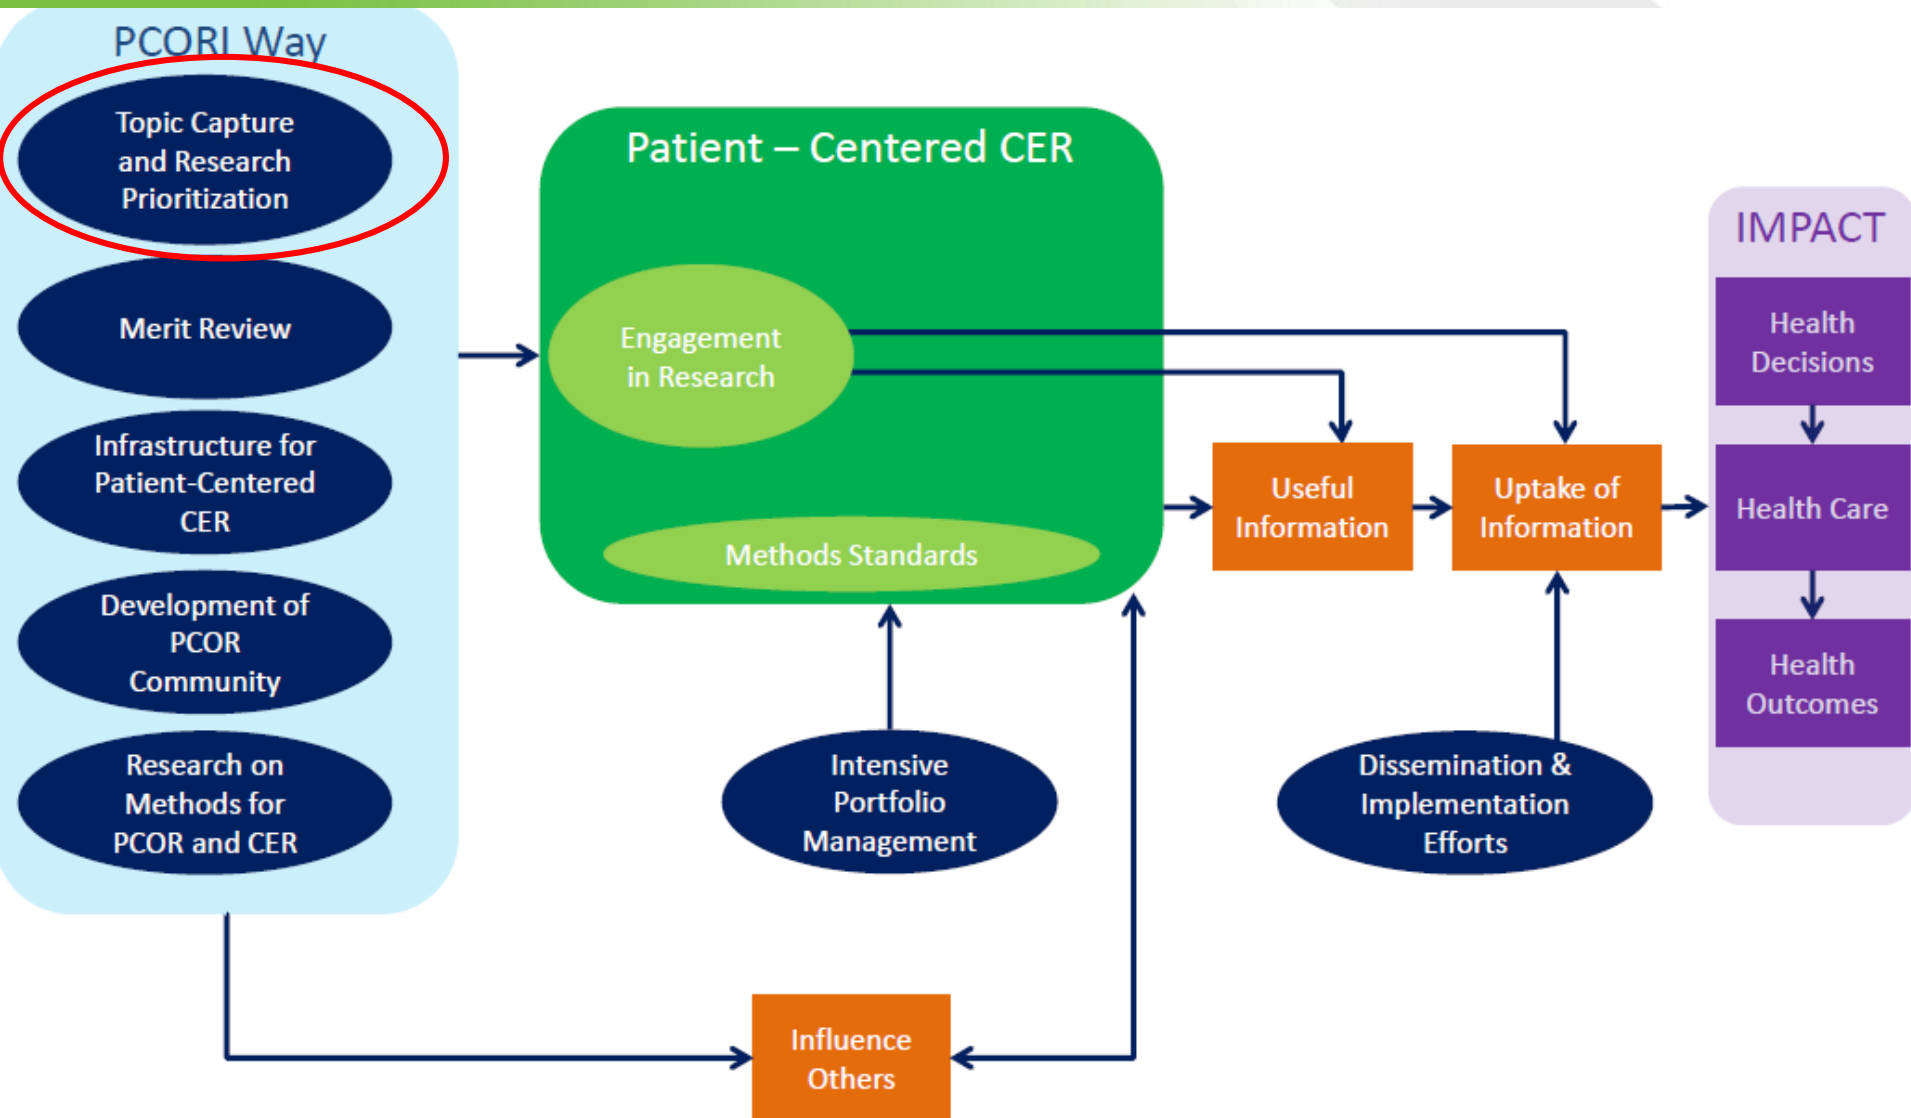 PCORI Way
Topic Capture
and Research
Prioritization
Merit Review
Infrastructure for
Patient-Centered
CER
Development of
PCOR
Community
Research on
Methods for
PCOR and CER
Patient – Centered CER
Engagement
in Research
Methods Standards
Intensive
Portfolio
Management
Influence
Others
Useful
Information
Uptake of
Information
Dissemination &
Implementation
Efforts
IMPACT
Health
Decisions
Health Care
Health
Outcomes